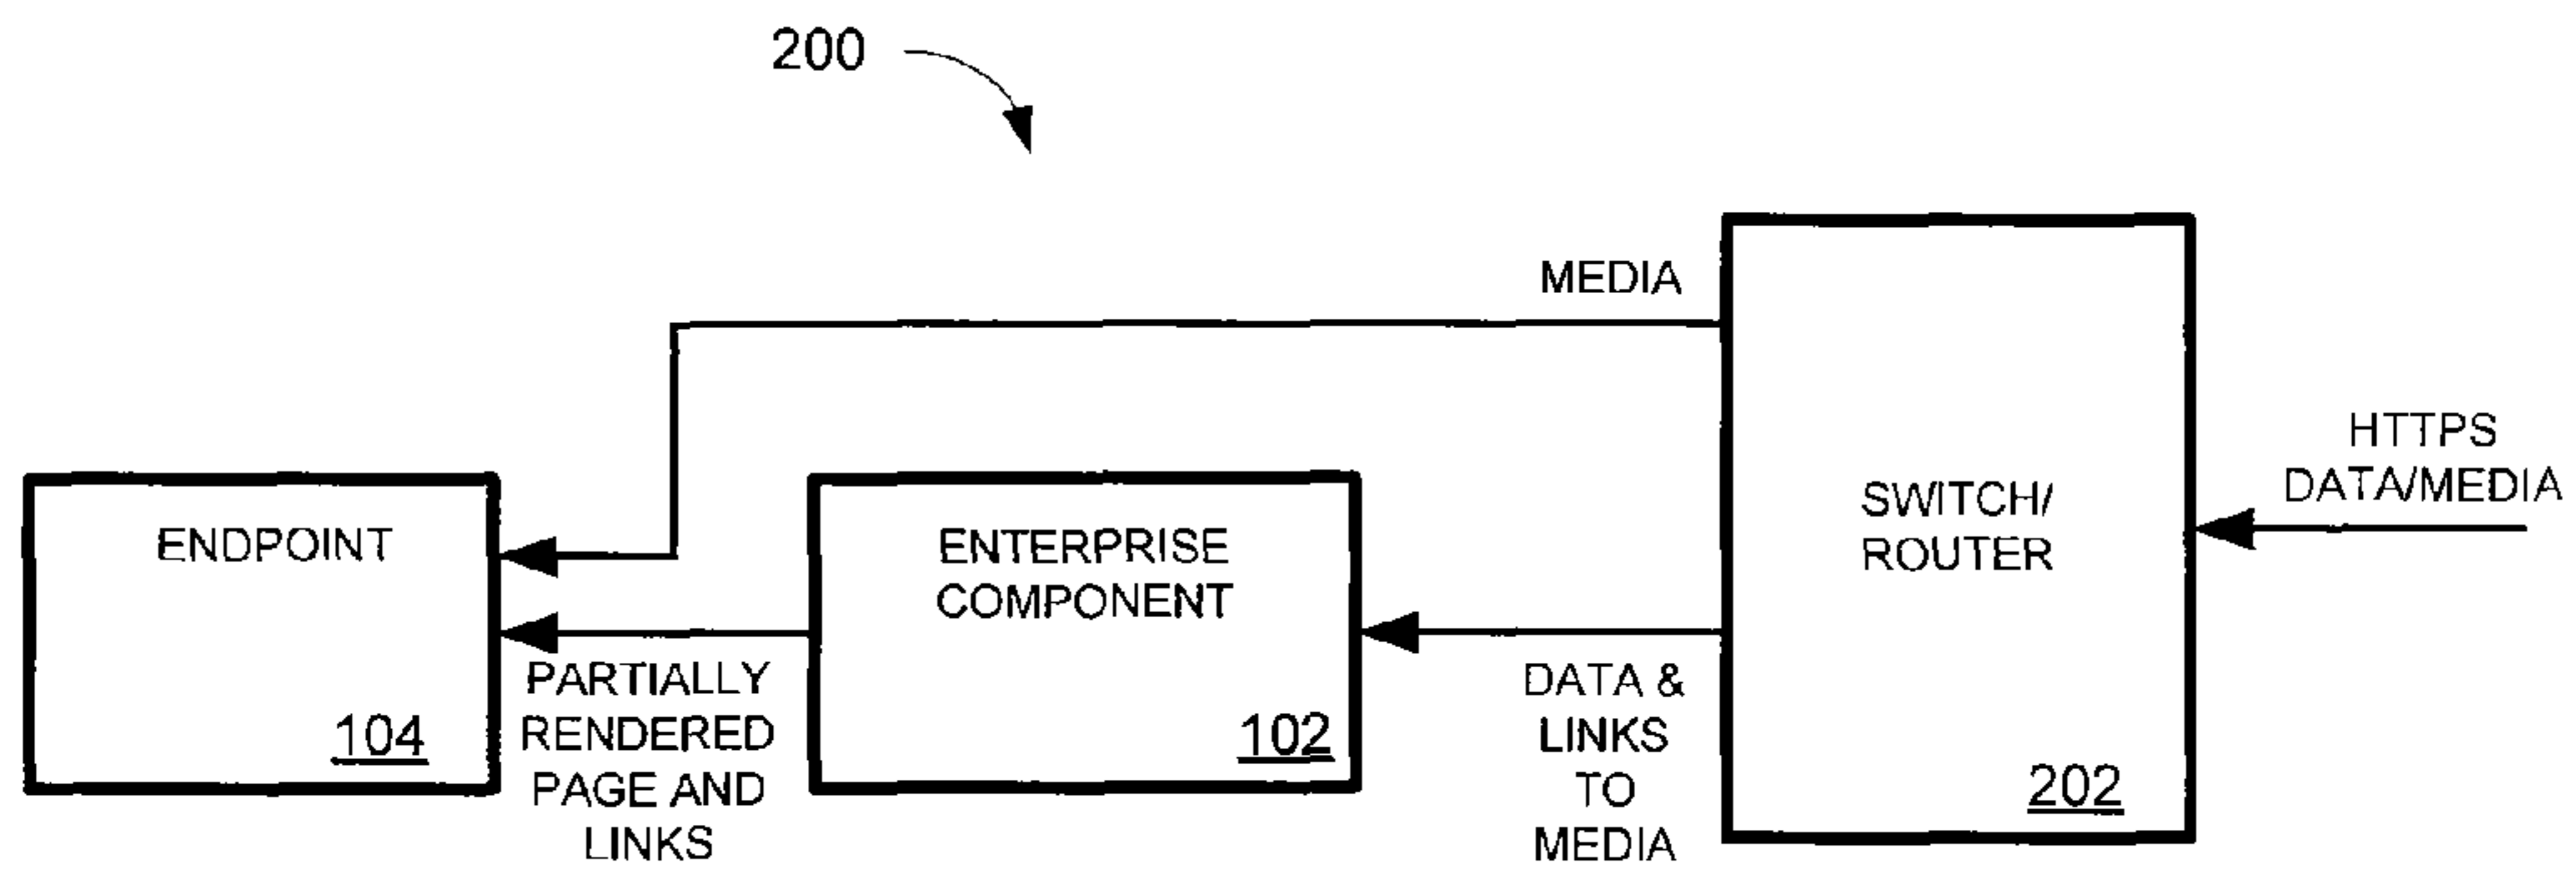 200
MEDIA
HTTPS
DATA/MEDIA
SWITCH/
ROUTER
202
ENDPOINT
104
ENTERPRISE
COMPONENT
102
PARTIALLY
RENDERED
PAGE AND
LINKS
DATA &
LINKS
TO
MEDIA